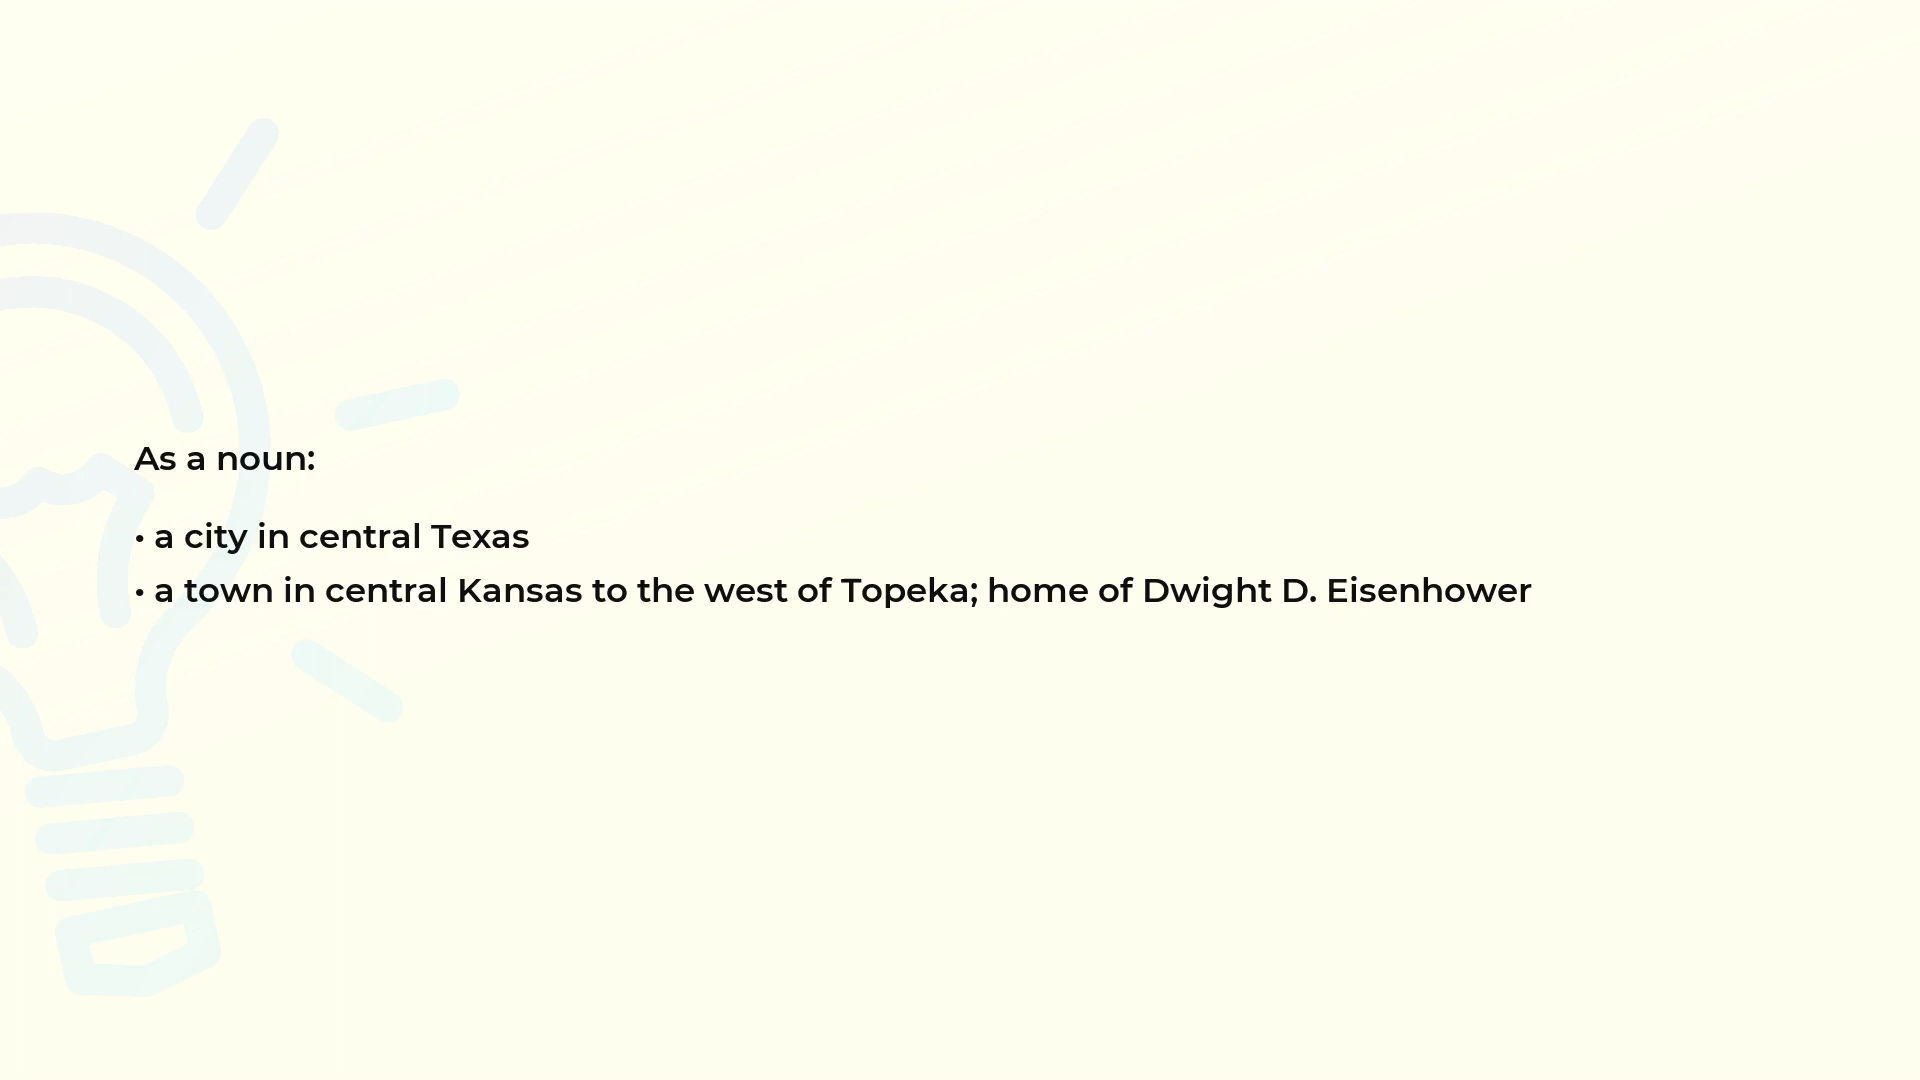 As a noun:
• a city in central Texas
• a town in central Kansas to the west of Topeka; home of Dwight D. Eisenhower